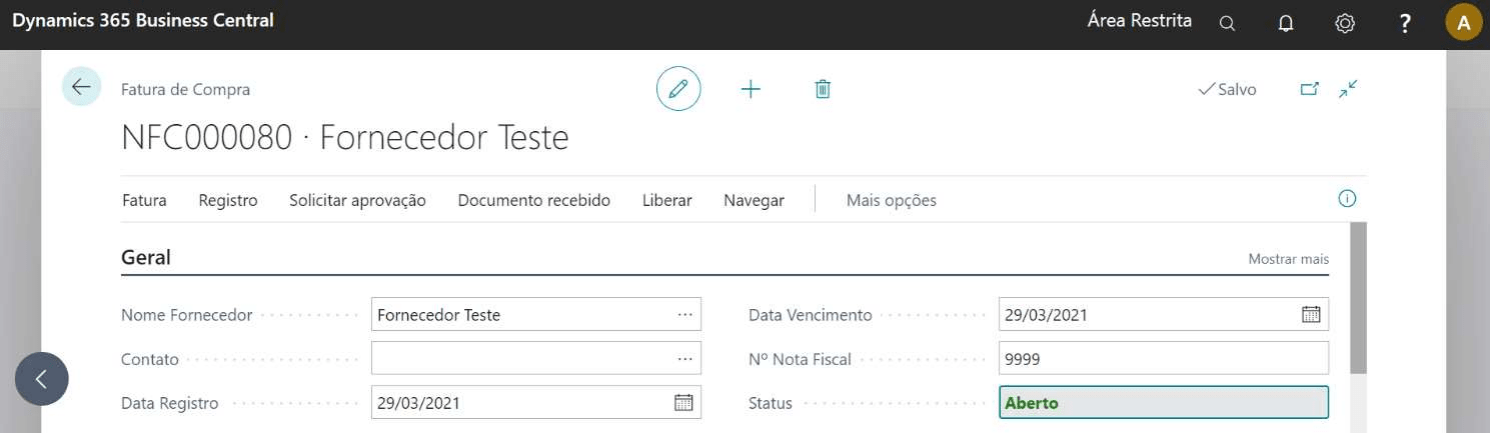 Dynamics 365 Business Central Área Restrita ? A
Fatura de Compra Salvo
NFC000080 · Fornecedor Teste
Fatura Registro Solicitar aprovação Documento recebido Liberar Navegar Mais opções
Geral Mostrar mais
Nome Fornecedor Fornecedor Teste ... Data Vencimento 29/03/2021
Contato ... Nº Nota Fiscal 9999
Data Registro 29/03/2021 Status Aberto